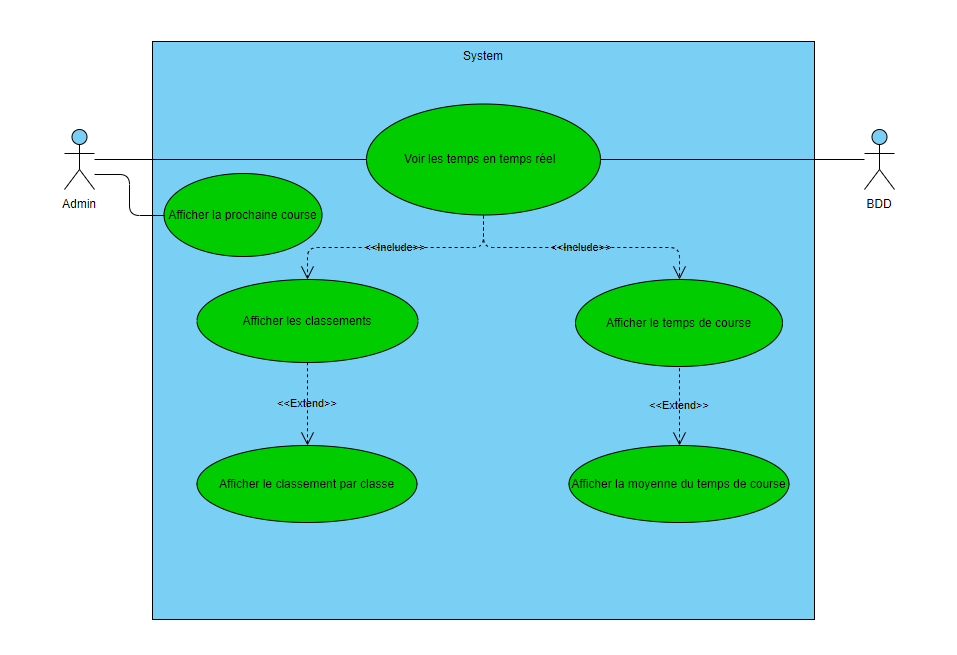 System
Voir les temps en temps réel
Admin
BDD
Afficher la prochaine course
<<Include>>
<<Include>>
Afficher les classements
Afficher le temps de course
<<Extend>>
<<Extend>>
Afficher le classement par classe
Afficher la moyenne du temps de course